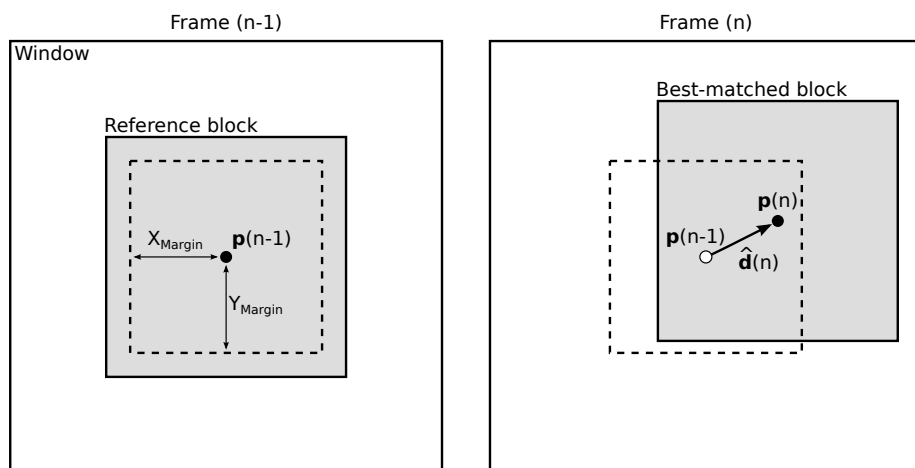 Frame (n-1)
Window
Reference block
p(n-1)
X_Margin
Y_Margin
Frame (n)
Best-matched block
p(n)
p(n-1)
d̂(n)